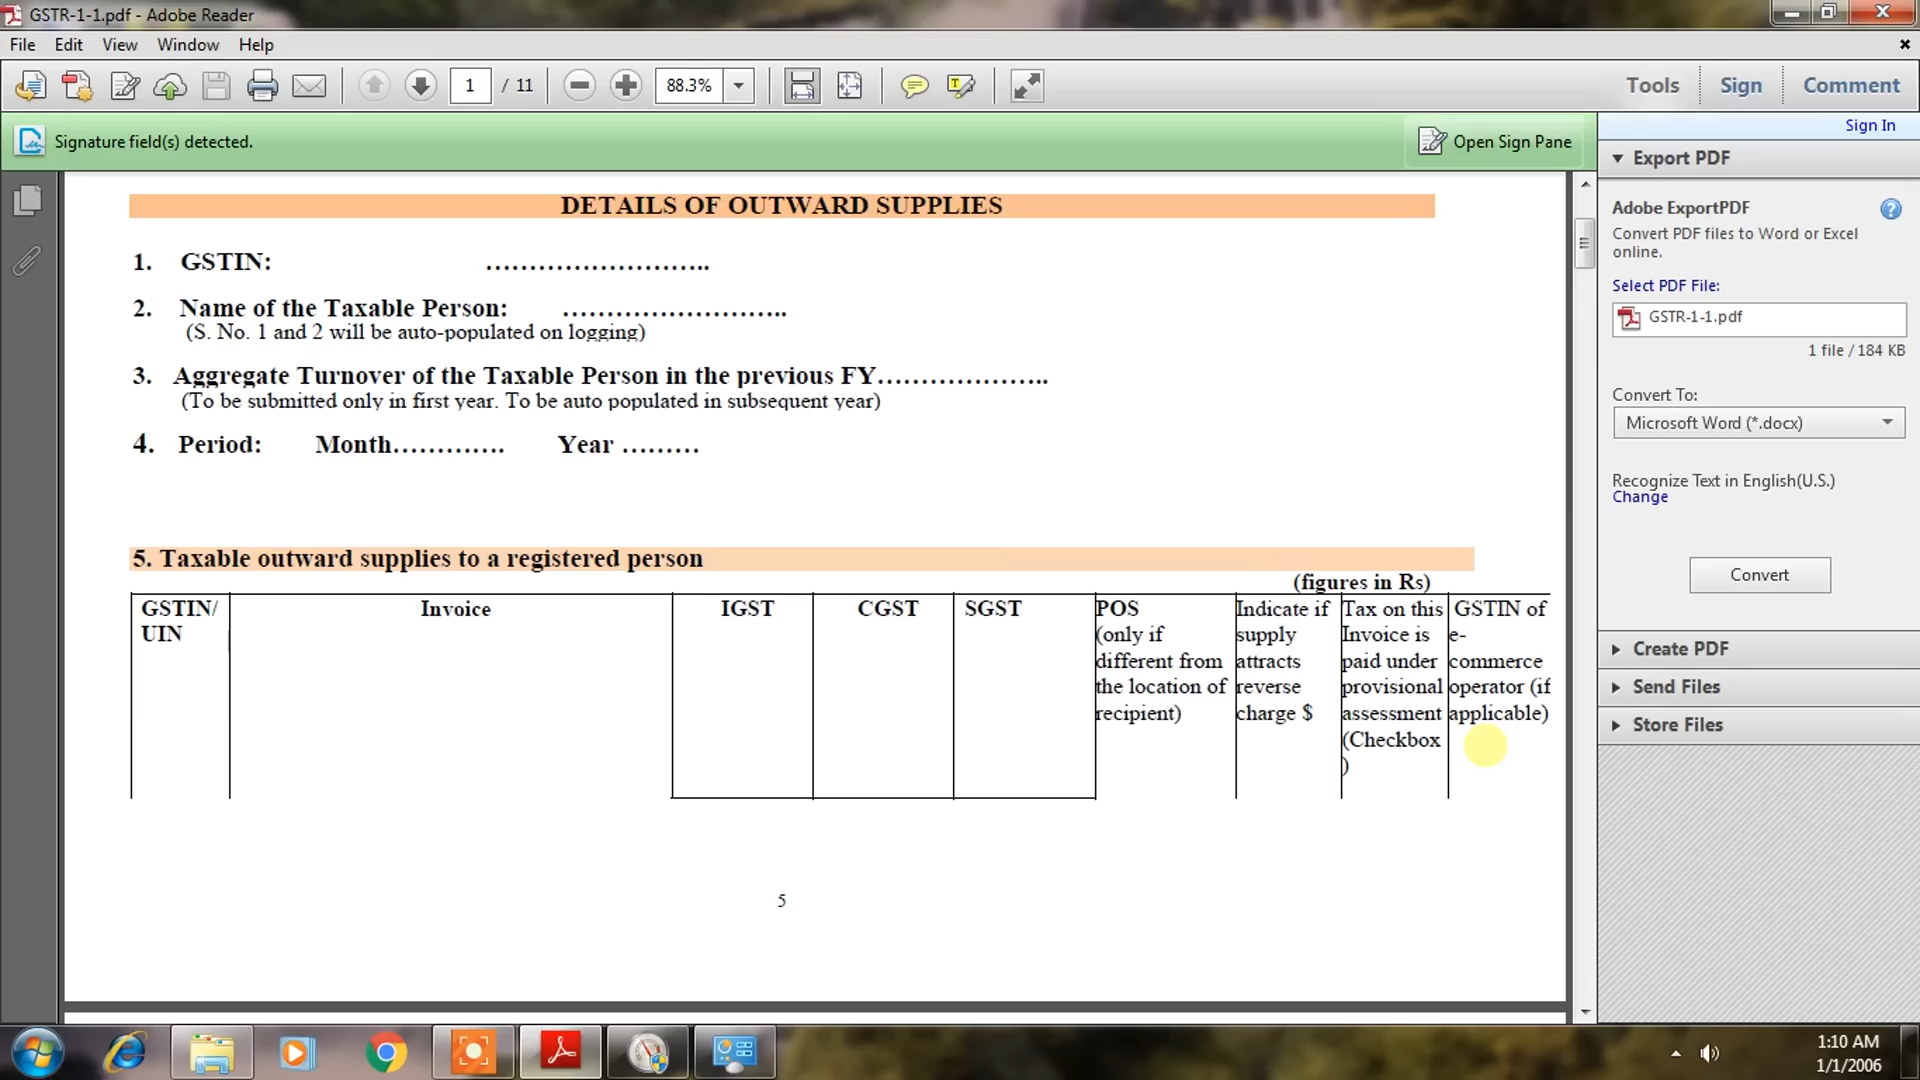 GSTR-1-1.pdf - Adobe Reader
File Edit View Window Help
1 / 11 88.3% Tools Sign Comment
Signature field(s) detected. Open Sign Pane
Sign In
Export PDF
Adobe ExportPDF
Convert PDF files to Word or Excel
online.
Select PDF File:
GSTR-1-1.pdf
1 file / 184 KB
Convert To:
Microsoft Word (*.docx)
Recognize Text in English(U.S.)
Change
Convert
Create PDF
Send Files
Store Files
DETAILS OF OUTWARD SUPPLIES
1. GSTIN: ……………………..
2. Name of the Taxable Person: ……………………..
(S. No. 1 and 2 will be auto-populated on logging)
3. Aggregate Turnover of the Taxable Person in the previous FY………………..
(To be submitted only in first year. To be auto populated in subsequent year)
4. Period: Month…………. Year ………
5. Taxable outward supplies to a registered person
(figures in Rs)
GSTIN/
UIN
Invoice
IGST
CGST
SGST
POS
(only if
different from
the location of
recipient)
Indicate if
supply
attracts
reverse
charge $
Tax on this
Invoice is
paid under
provisional
assessment
(Checkbox
)
GSTIN of
e-
commerce
operator (if
applicable)
5
1:10 AM
1/1/2006